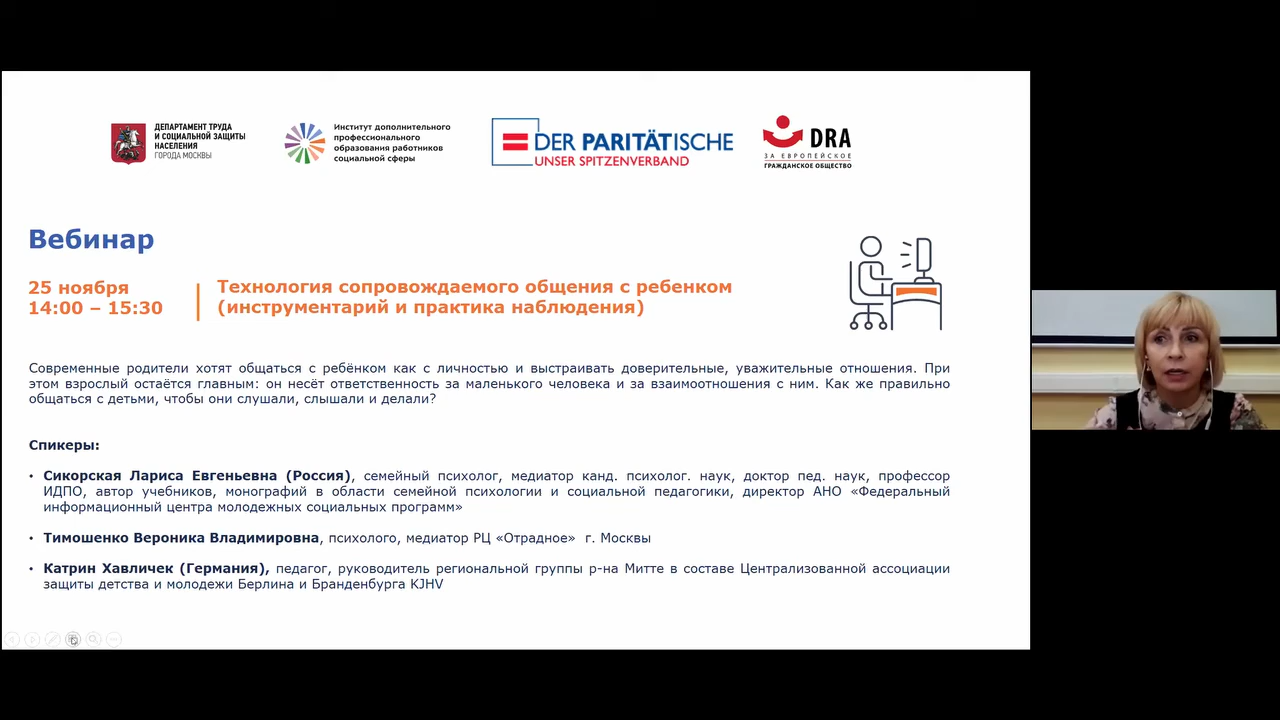 ДЕПАРТАМЕНТ ТРУДА
И СОЦИАЛЬНОЙ ЗАЩИТЫ
НАСЕЛЕНИЯ
ГОРОДА МОСКВЫ
Институт дополнительного
профессионального
образования работников
социальной сферы
DER PARITÄTISCHE
UNSER SPITZENVERBAND
DRA
ЗА ЕВРОПЕЙСКОЕ
ГРАЖДАНСКОЕ ОБЩЕСТВО
Вебинар
25 ноября
14:00 – 15:30
Технология сопровождаемого общения с ребенком
(инструментарий и практика наблюдения)
Современные родители хотят общаться с ребёнком как с личностью и выстраивать доверительные, уважительные отношения. При
этом взрослый остаётся главным: он несёт ответственность за маленького человека и за взаимоотношения с ним. Как же правильно
общаться с детьми, чтобы они слушали, слышали и делали?
Спикеры:
• Сикорская Лариса Евгеньевна (Россия), семейный психолог, медиатор канд. психолог. наук, доктор пед. наук, профессор
ИДПО, автор учебников, монографий в области семейной психологии и социальной педагогики, директор АНО «Федеральный
информационный центра молодежных социальных программ»
• Тимошенко Вероника Владимировна, психолого, медиатор РЦ «Отрадное» г. Москвы
• Катрин Хавличек (Германия), педагог, руководитель региональной группы р-на Митте в составе Централизованной ассоциации
защиты детства и молодежи Берлина и Бранденбурга KJHV